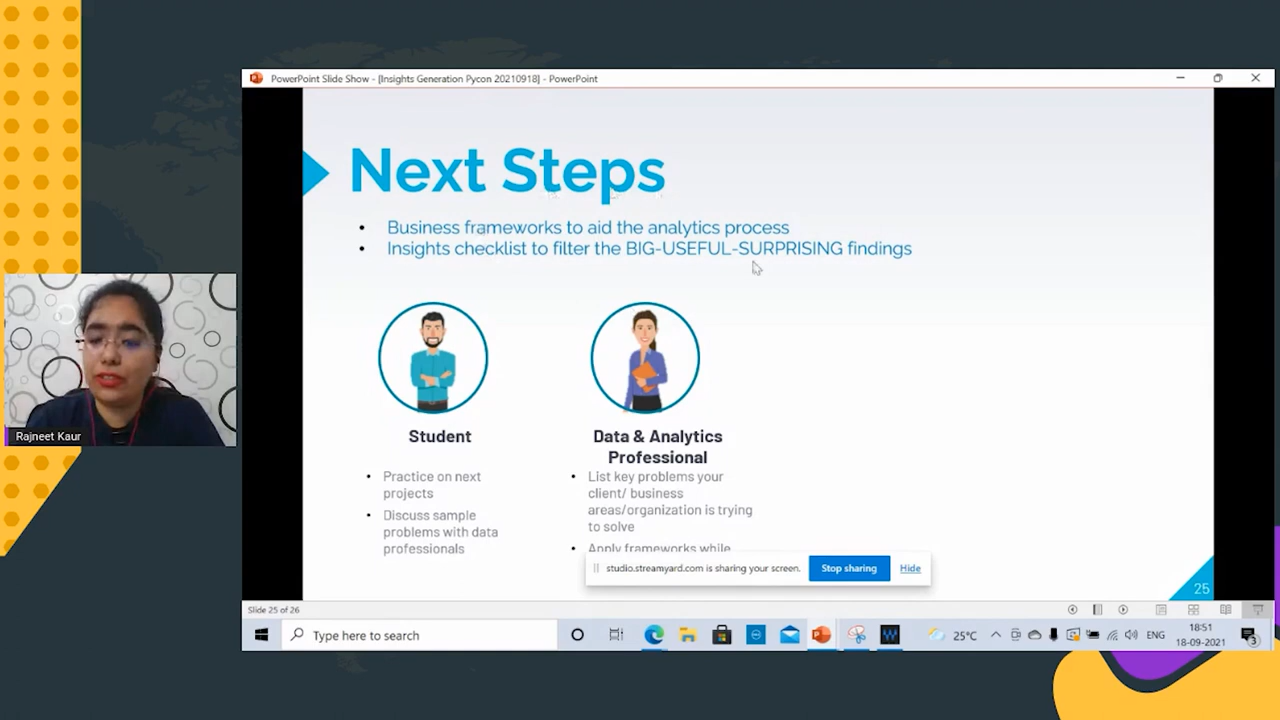 PowerPoint Slide Show - [Insights Generation Pycon 20210918] - PowerPoint
Next Steps
• Business frameworks to aid the analytics process
• Insights checklist to filter the BIG-USEFUL-SURPRISING findings
Student
• Practice on next
projects
• Discuss sample
problems with data
professionals
Data & Analytics
Professional
• List key problems your
client/ business
areas/organization is trying
to solve
• Apply frameworks while
studio.streamyard.com is sharing your screen.
Stop sharing
Hide
25
Rajneet Kaur
Slide 25 of 26
Type here to search
25°C
ENG
18:51
18-09-2021
3